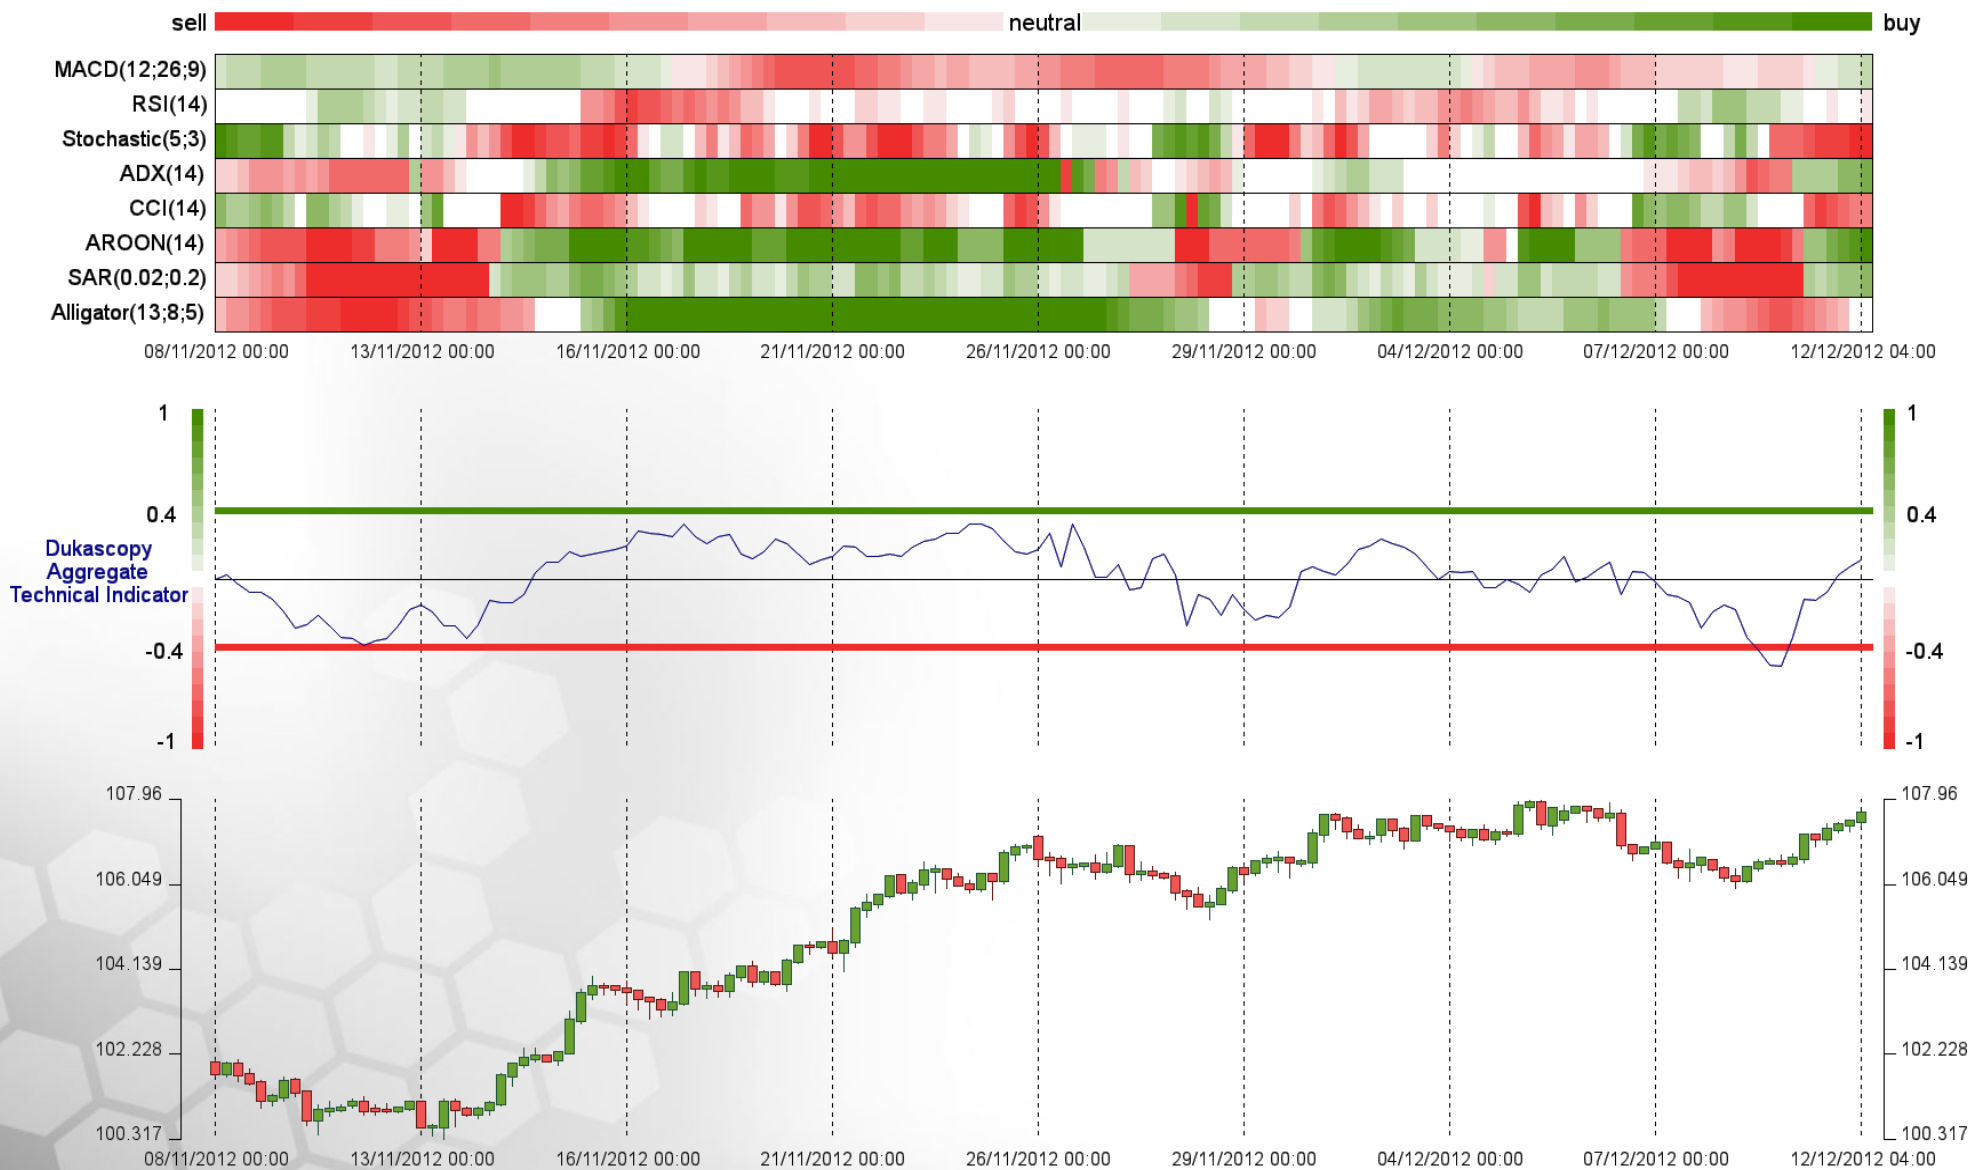 sell neutral buy
MACD(12;26;9)
RSI(14)
Stochastic(5;3)
ADX(14)
CCI(14)
AROON(14)
SAR(0.02;0.2)
Alligator(13;8;5)
08/11/2012 00:00 13/11/2012 00:00 16/11/2012 00:00 21/11/2012 00:00 26/11/2012 00:00 29/11/2012 00:00 04/12/2012 00:00 07/12/2012 00:00 12/12/2012 04:00
1 1
0.4 0.4
Dukascopy
Aggregate
Technical Indicator
-0.4 -0.4
-1 -1
107.96 107.96
106.049 106.049
104.139 104.139
102.228 102.228
100.317 100.317
08/11/2012 00:00 13/11/2012 00:00 16/11/2012 00:00 21/11/2012 00:00 26/11/2012 00:00 29/11/2012 00:00 04/12/2012 00:00 07/12/2012 00:00 12/12/2012 04:00